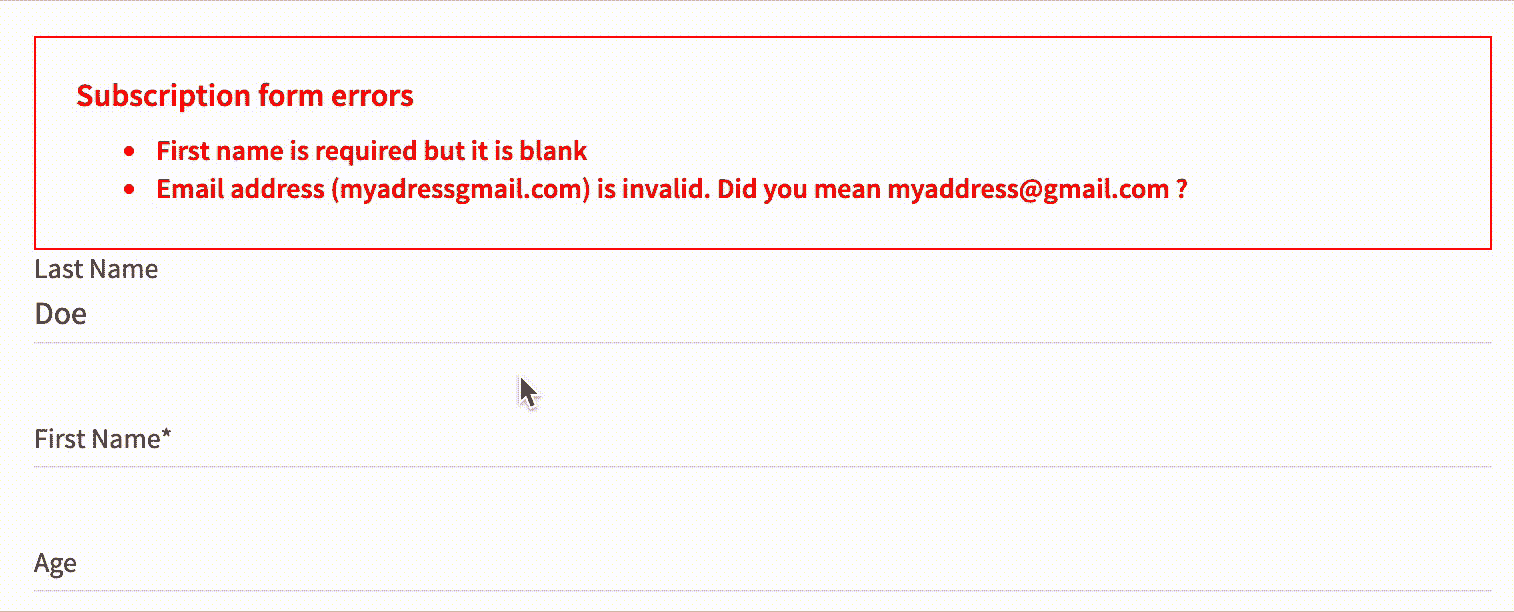 Subscription form errors
• First name is required but it is blank
• Email address (myadressgmail.com) is invalid. Did you mean myaddress@gmail.com ?
Last Name
Doe
First Name*
Age